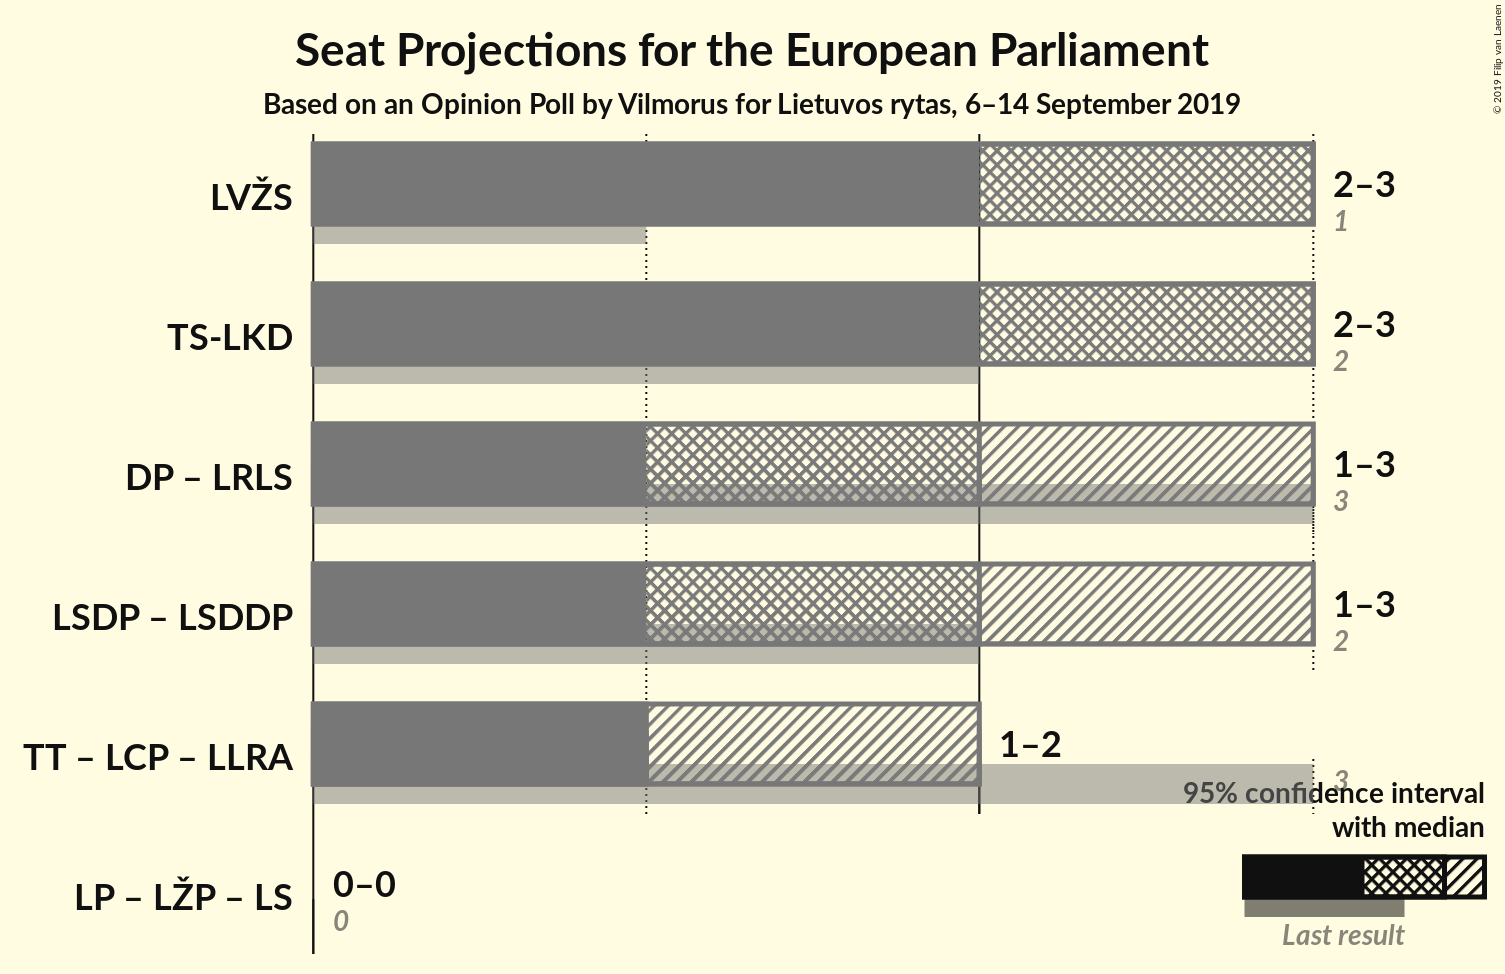 Seat Projections for the European Parliament
Based on an Opinion Poll by Vilmorus for Lietuvos rytas, 6–14 September 2019
© 2019 Filip van Laenen
LVŽS
2–3
1
TS-LKD
2–3
2
DP – LRLS
1–3
3
LSDP – LSDDP
1–3
2
TT – LCP – LLRA
1–2
3
95% confidence interval
with median
LP – LŽP – LS
0–0
0
Last result